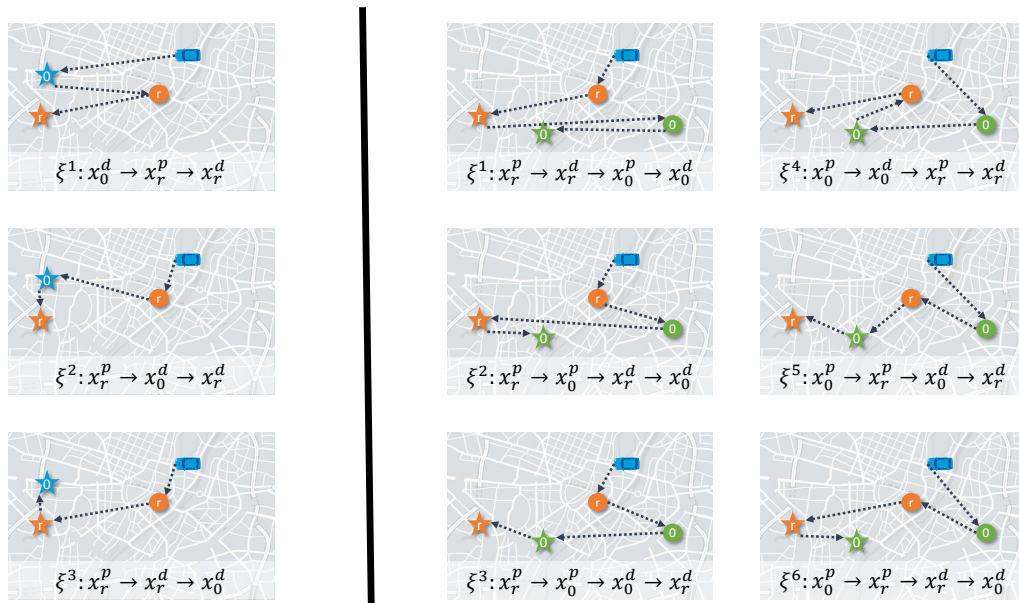 0
r
r
ξ¹: x₀ᵈ → xᵣᵖ → xᵣᵈ
0
r
r
ξ²: xᵣᵖ → x₀ᵈ → xᵣᵈ
0
r
r
ξ³: xᵣᵖ → xᵣᵈ → x₀ᵈ
r
r
0
0
ξ¹: xᵣᵖ → xᵣᵈ → x₀ᵖ → x₀ᵈ
r
r
0
0
ξ⁴: x₀ᵖ → x₀ᵈ → xᵣᵖ → xᵣᵈ
r
r
0
0
ξ²: xᵣᵖ → x₀ᵖ → xᵣᵈ → x₀ᵈ
r
r
0
0
ξ⁵: x₀ᵖ → xᵣᵖ → x₀ᵈ → xᵣᵈ
r
r
0
0
ξ³: xᵣᵖ → x₀ᵖ → x₀ᵈ → xᵣᵈ
r
r
0
0
ξ⁶: x₀ᵖ → xᵣᵖ → xᵣᵈ → x₀ᵈ